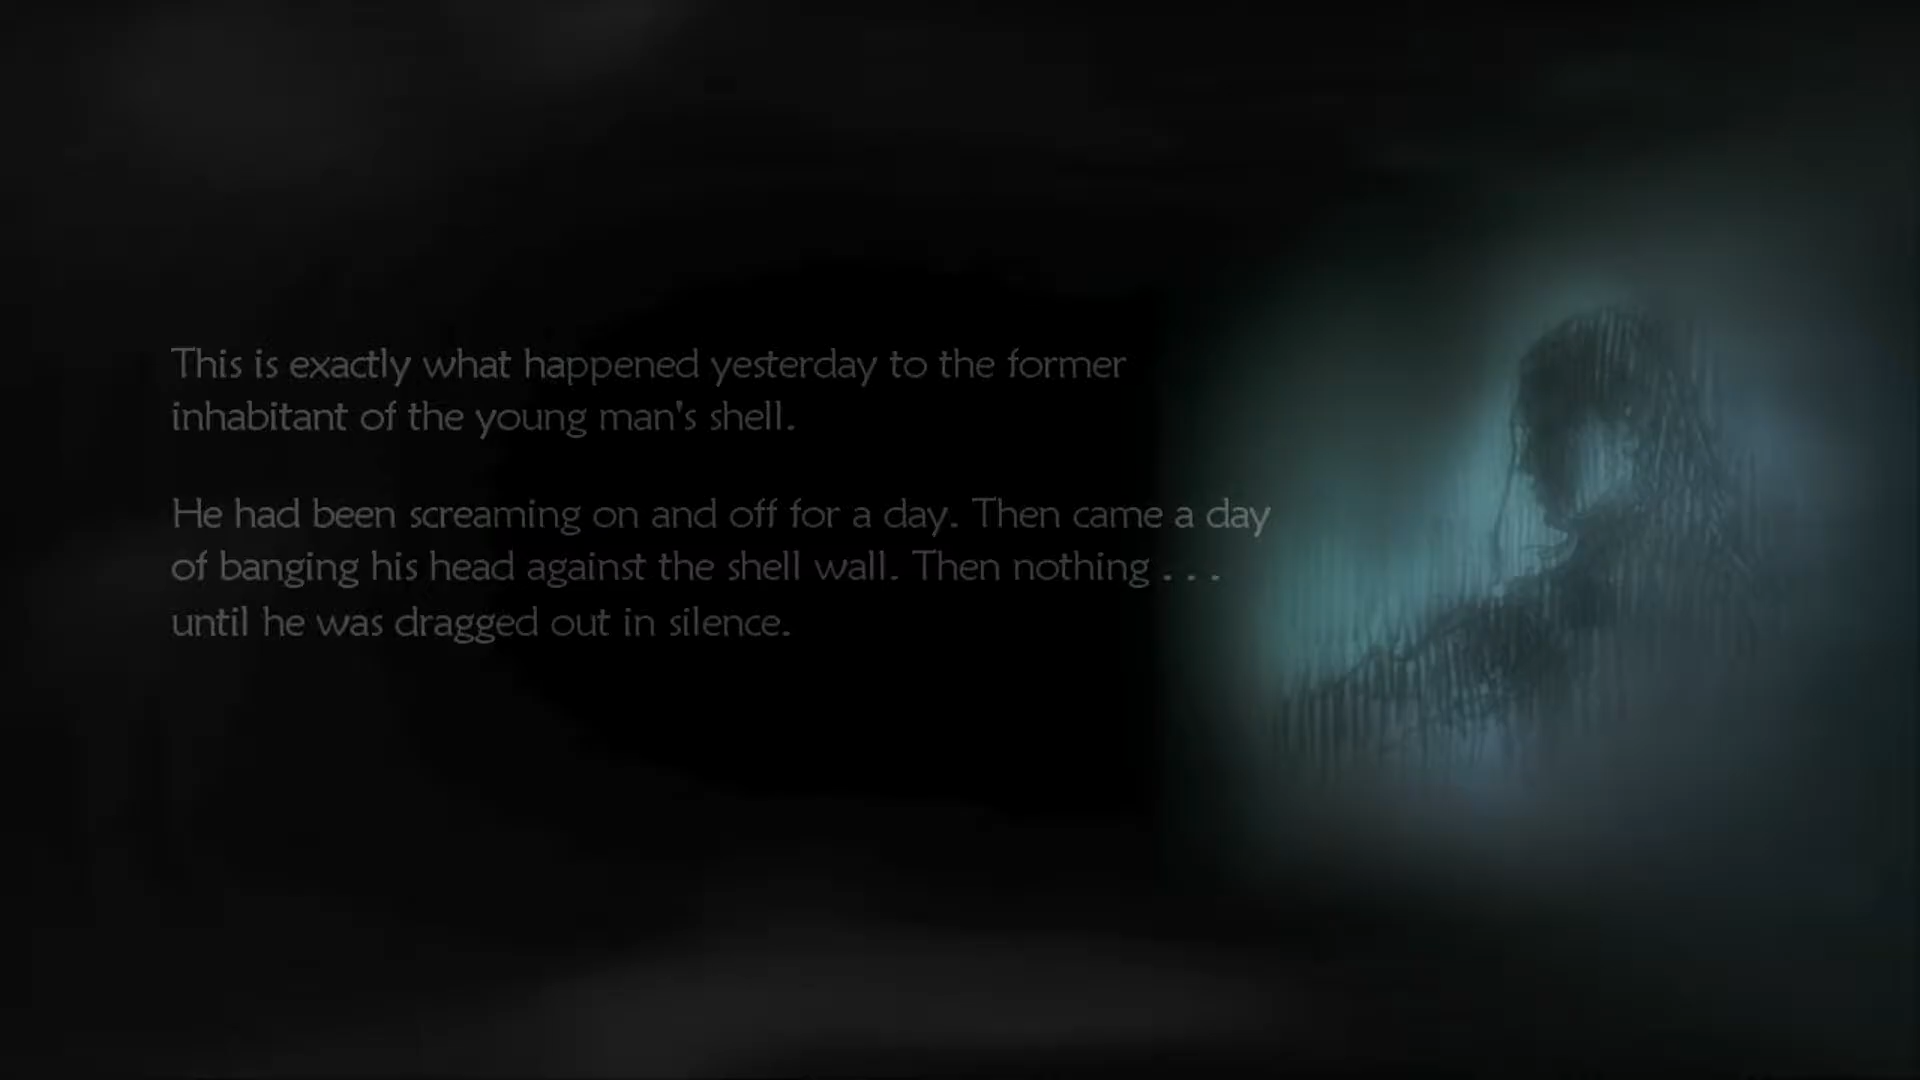 This is exactly what happened yesterday to the former
inhabitant of the young man's shell.
He had been screaming on and off for a day. Then came a day
of banging his head against the shell wall. Then nothing . . .
until he was dragged out in silence.